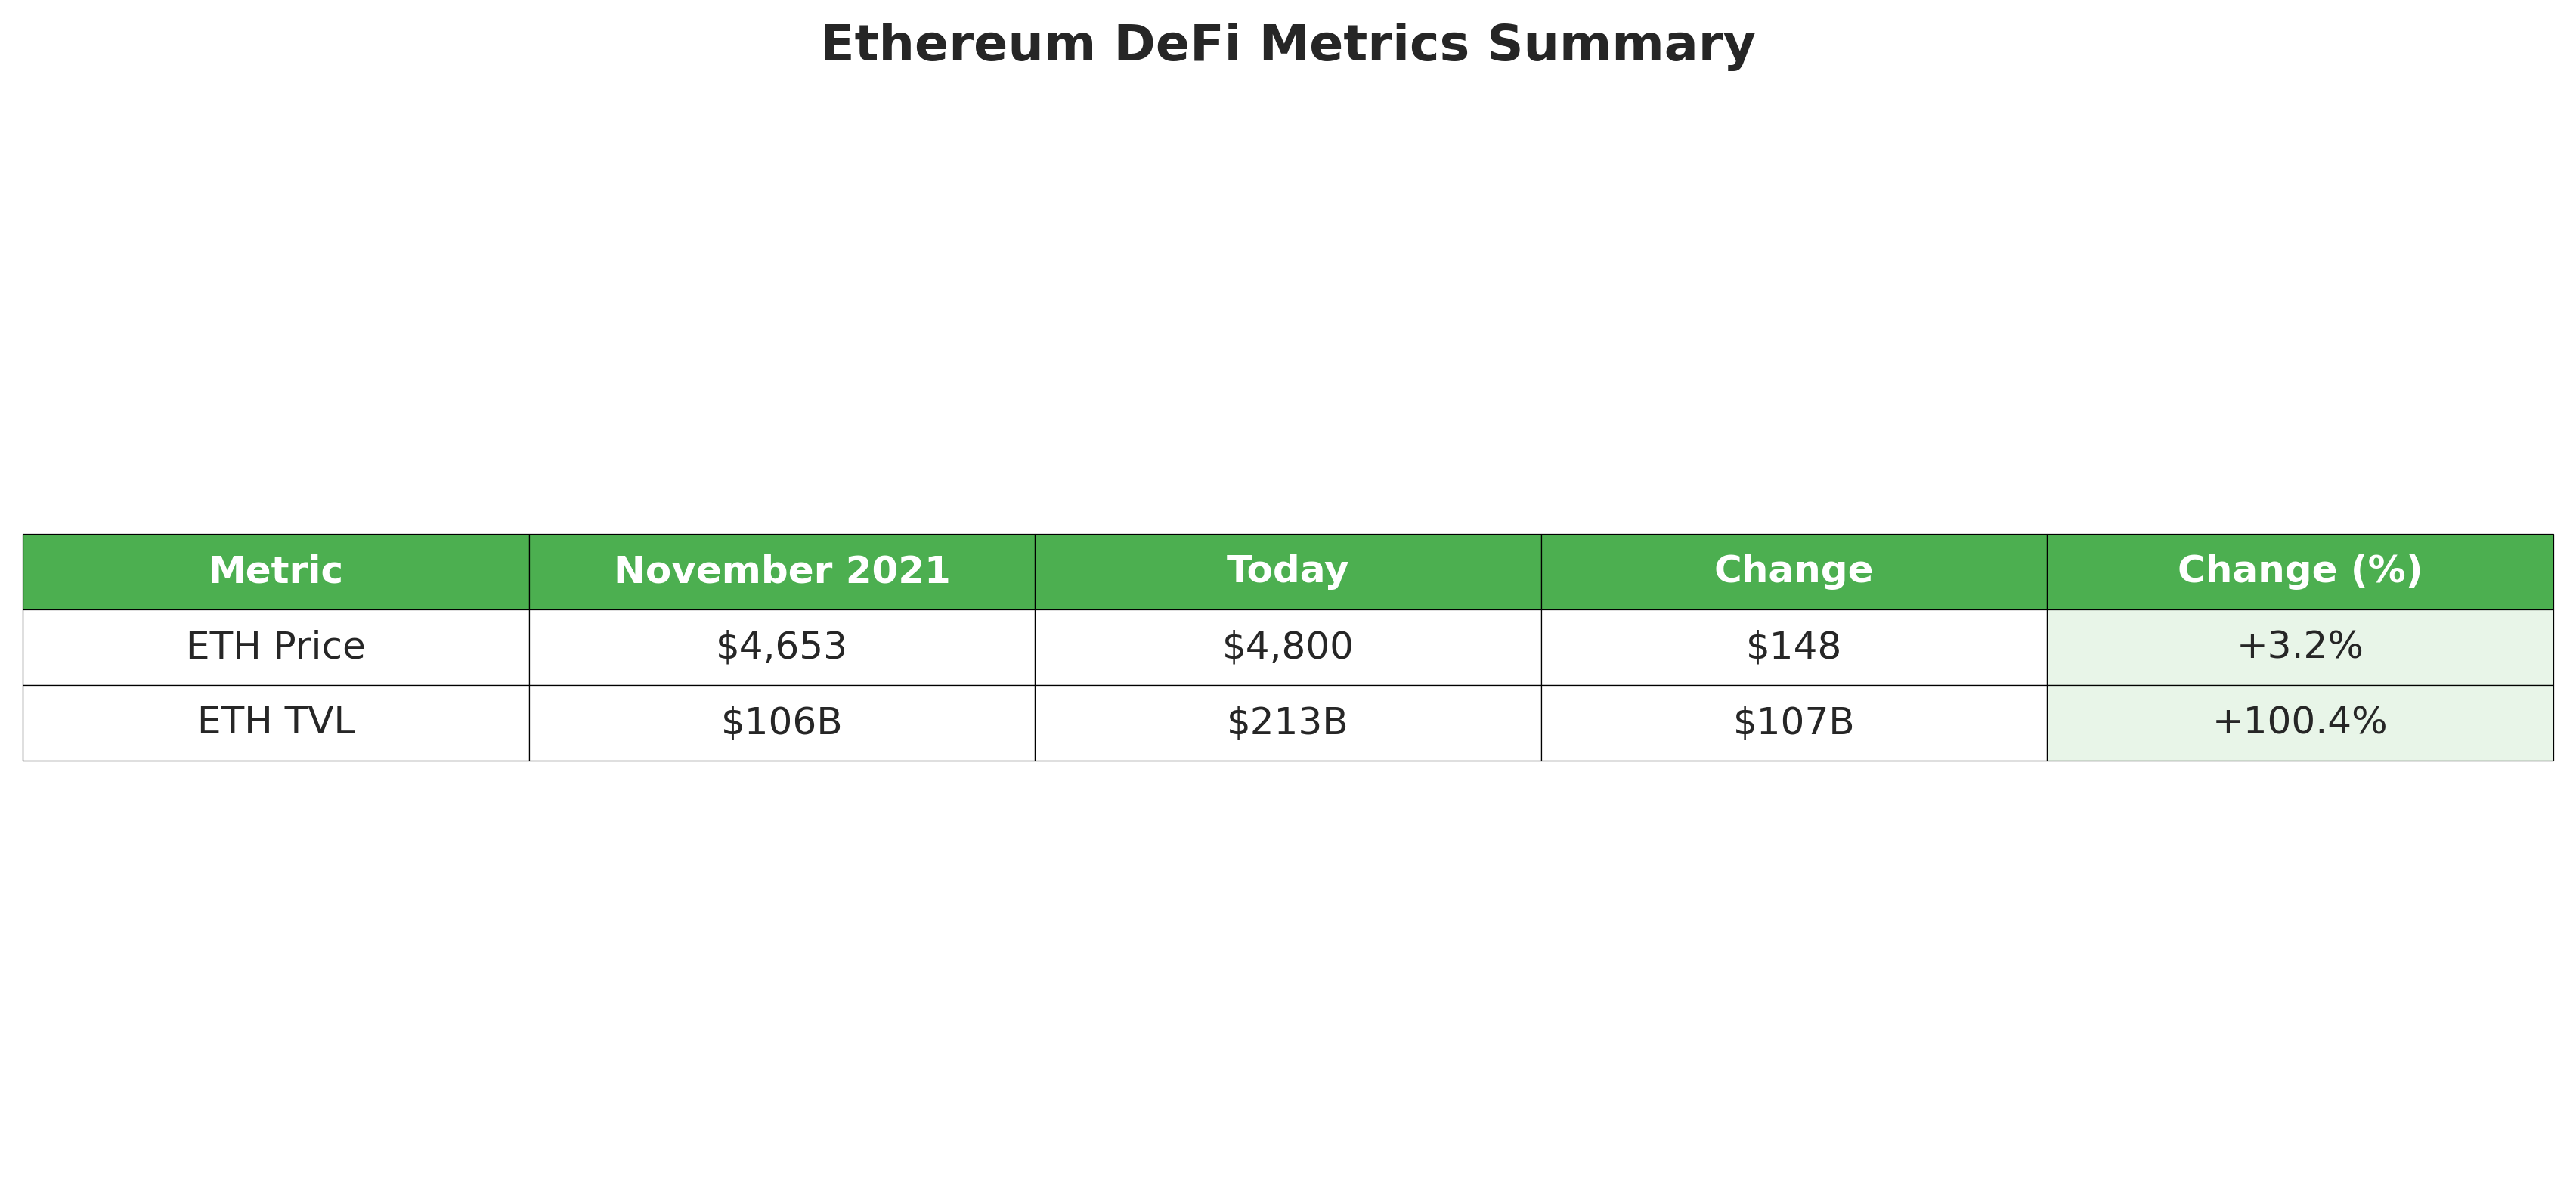 Ethereum DeFi Metrics Summary
Metric November 2021 Today Change Change (%)
ETH Price $4,653 $4,800 $148 +3.2%
ETH TVL $106B $213B $107B +100.4%